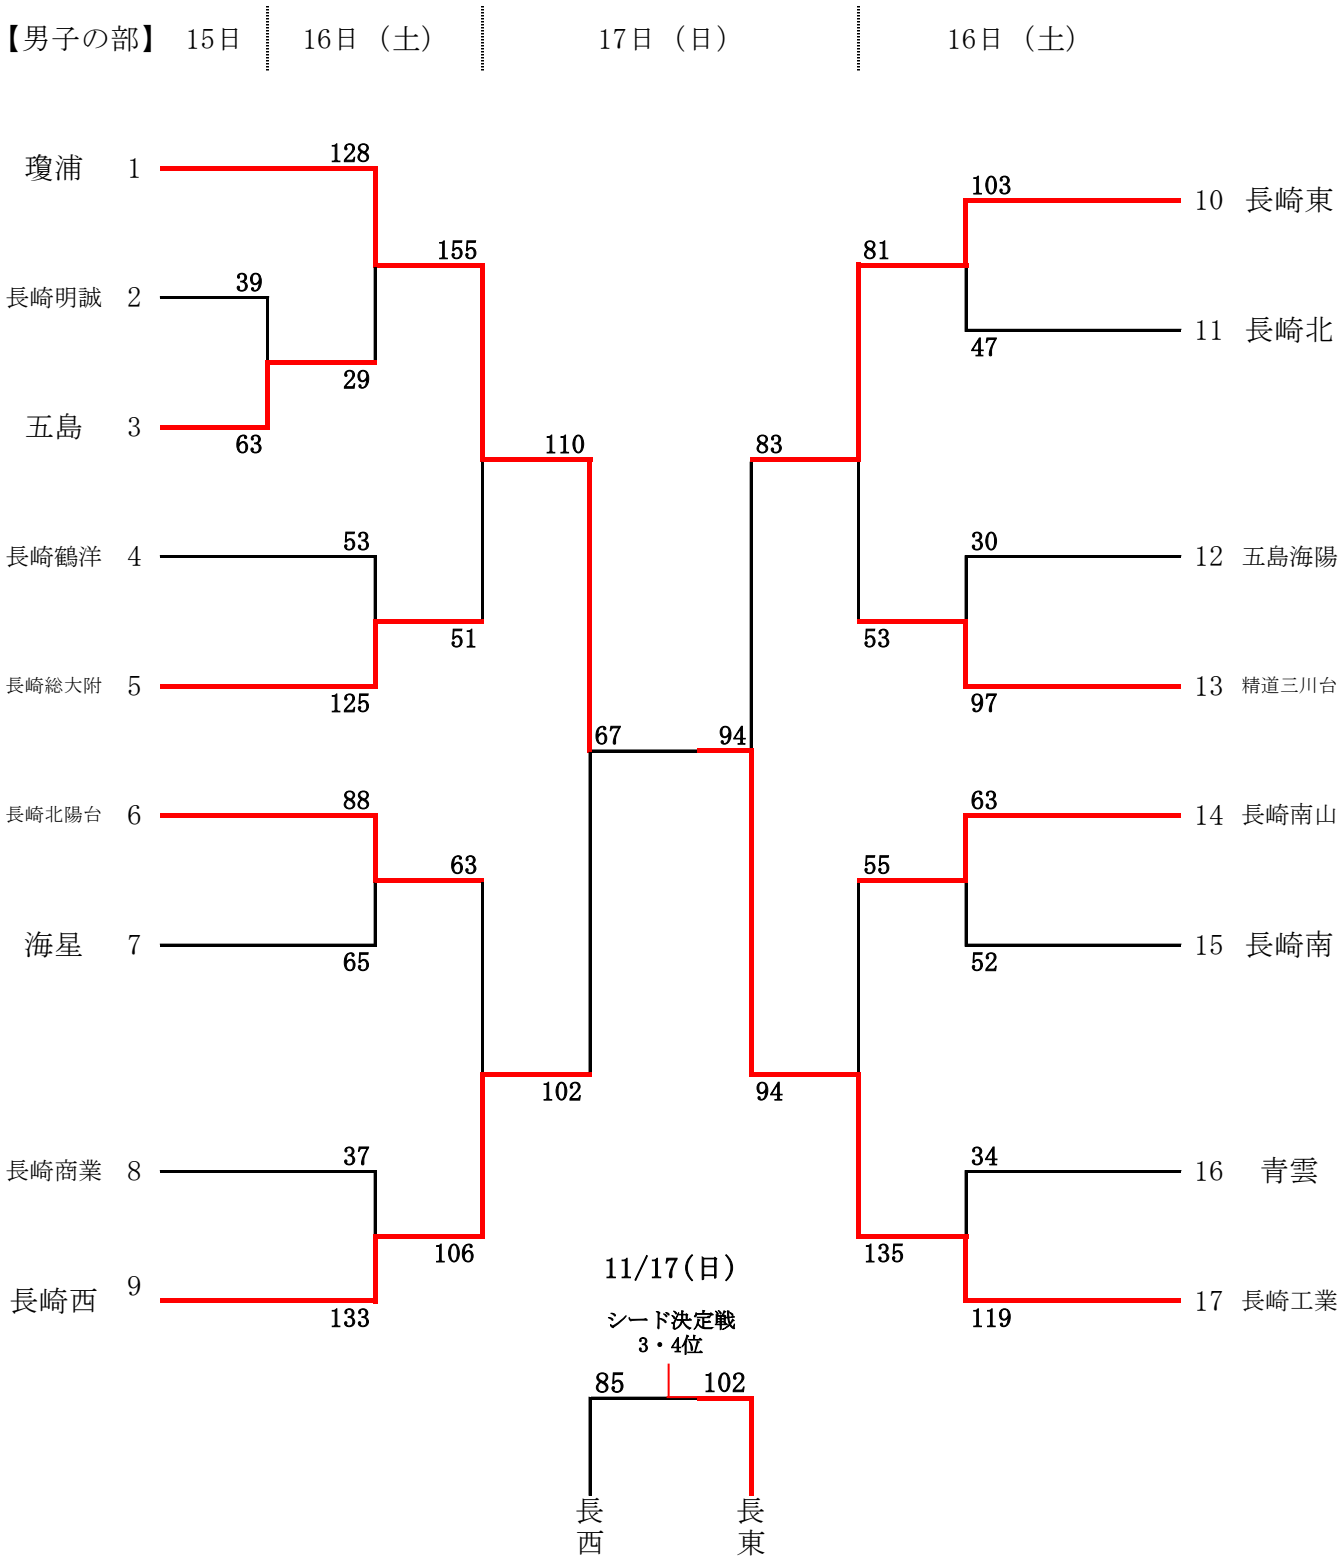 【男子の部】 15日 16日（土） 17日（日） 16日（土）
瓊浦 1 128
103 10 長崎東
155 81
長崎明誠 2 39
47 11 長崎北
29
五島 3 63
110 83
長崎鶴洋 4 53
30 12 五島海陽
51 53
長崎総大附 5 125
97 13 精道三川台
67 94
長崎北陽台 6 88
63 14 長崎南山
63 55
海星 7 65
52 15 長崎南
102 94
長崎商業 8 37
34 16 青雲
106 135
長崎西 9 133
119 17 長崎工業
11/17(日)
シード決定戦
3・4位
85 102
長西
長東